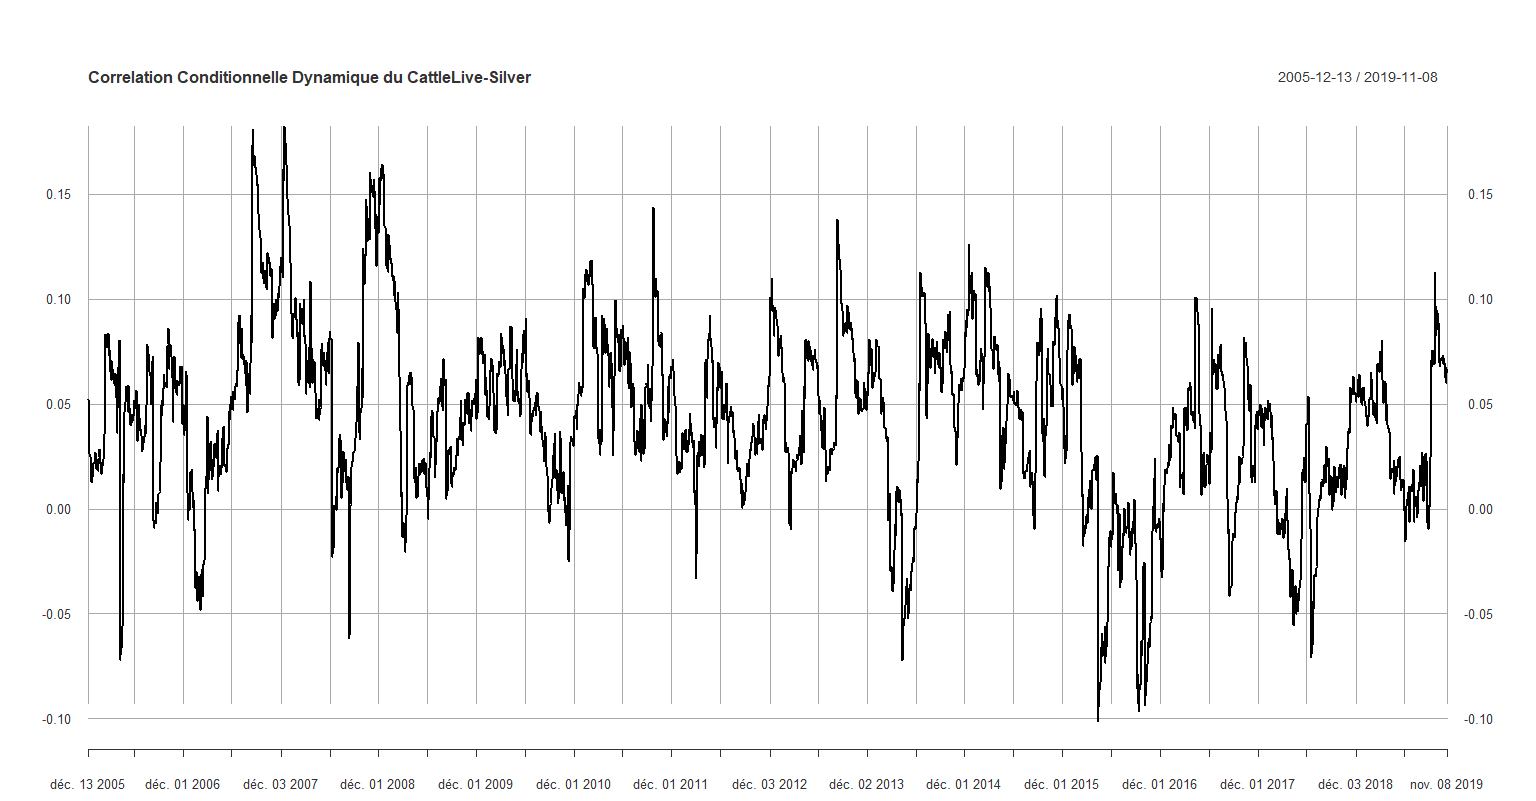 Correlation Conditionnelle Dynamique du CattleLive-Silver
2005-12-13 / 2019-11-08
0.15 0.15
0.10 0.10
0.05 0.05
0.00 0.00
-0.05 -0.05
-0.10 -0.10
déc. 13 2005 déc. 01 2006 déc. 03 2007 déc. 01 2008 déc. 01 2009 déc. 01 2010 déc. 01 2011 déc. 03 2012 déc. 02 2013 déc. 01 2014 déc. 01 2015 déc. 01 2016 déc. 01 2017 déc. 03 2018 nov. 08 2019